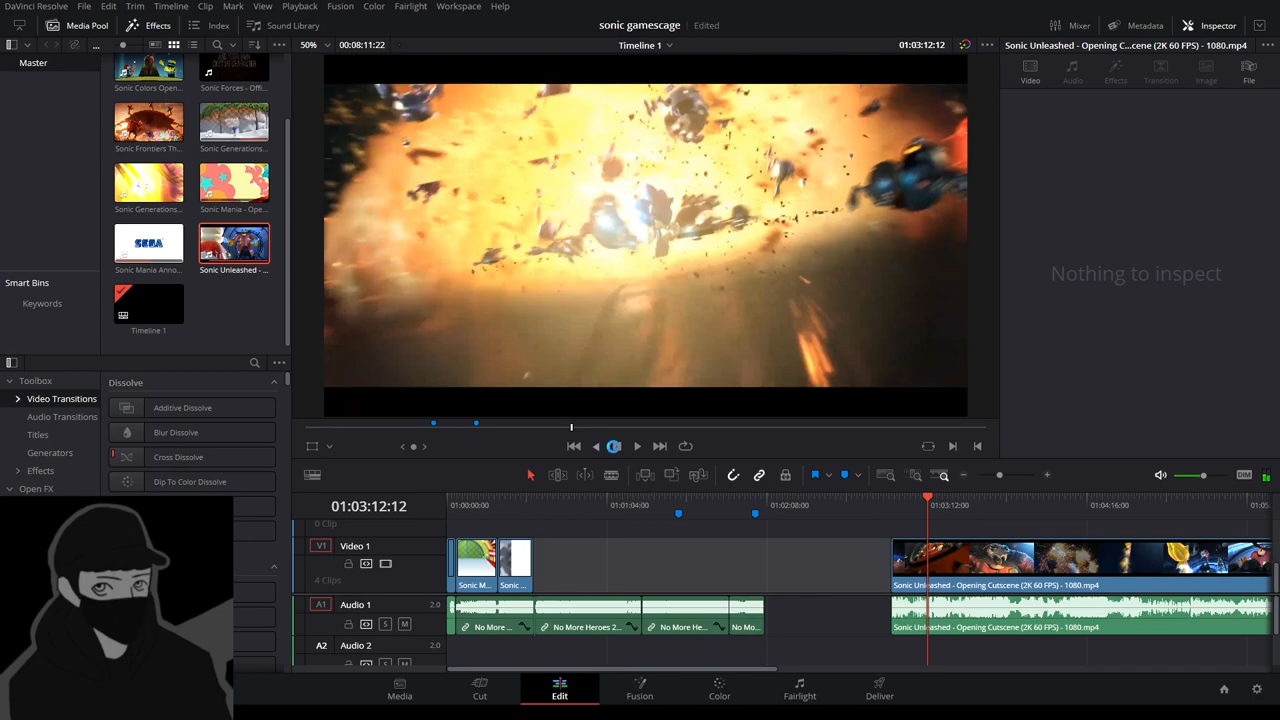 DaVinci Resolve File Edit Trim Timeline Clip Mark View Playback Fusion Color Fairlight Workspace Help
Media Pool Effects Index Sound Library sonic gamescage Edited Mixer Metadata Inspector
... 50% 00:08:11:22 Timeline 1 01:03:12:12 Sonic Unleashed - Opening C...cene (2K 60 FPS) - 1080.mp4
Master
Video Audio Effects Transition Image File
Sonic Colors Open... Sonic Forces - Offi...
Sonic Frontiers Th... Sonic Generations...
Sonic Generations... Sonic Mania - Ope...
SEGA
Sonic Mania Anno... Sonic Unleashed - ...
Nothing to inspect
Smart Bins
Keywords
Timeline 1
Toolbox
Video Transitions
Audio Transitions
Titles
Generators
Effects
Open FX
Dissolve
Additive Dissolve
Blur Dissolve
Cross Dissolve
Dip To Color Dissolve
DIM
01:03:12:12
01:00:00:00 01:01:04:00 01:02:08:00 01:03:12:00 01:04:16:00 01:05:
0 Clip
V1 Video 1
4 Clips
Sonic M... Sonic ... Sonic Unleashed - Opening Cutscene (2K 60 FPS) - 1080.mp4
A1 Audio 1 2.0
S M
No More ... No More Heroes 2... No More He... No Mo... Sonic Unleashed - Opening Cutscene (2K 60 FPS) - 1080.mp4
A2 Audio 2 2.0
S M
Media Cut Edit Fusion Color Fairlight Deliver